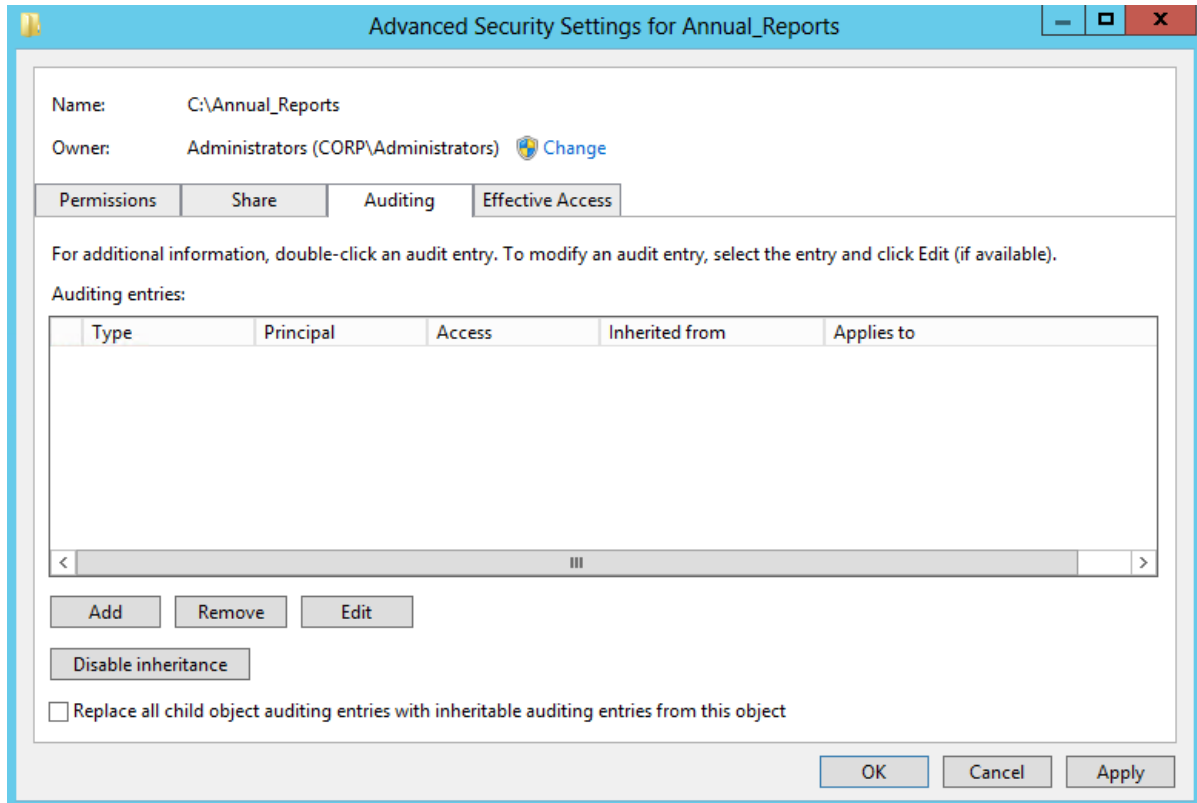 Advanced Security Settings for Annual_Reports
Name: C:\Annual_Reports
Owner: Administrators (CORP\Administrators) Change
Permissions Share Auditing Effective Access
For additional information, double-click an audit entry. To modify an audit entry, select the entry and click Edit (if available).
Auditing entries:
Type Principal Access Inherited from Applies to
Add Remove Edit
Disable inheritance
Replace all child object auditing entries with inheritable auditing entries from this object
OK Cancel Apply